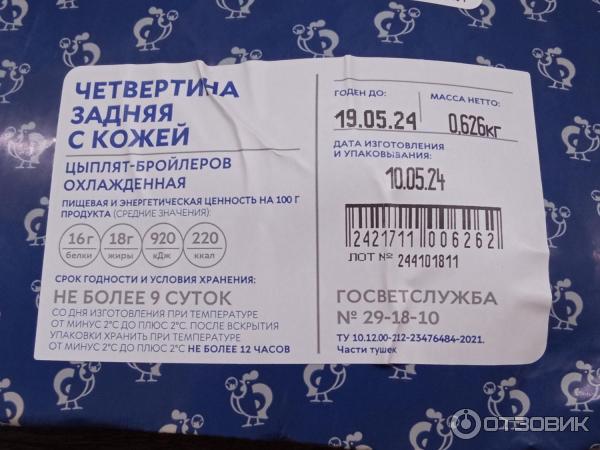 ЧЕТВЕРТИНА
ЗАДНЯЯ
С КОЖЕЙ
ЦЫПЛЯТ-БРОЙЛЕРОВ
ОХЛАЖДЕННАЯ
ПИЩЕВАЯ И ЭНЕРГЕТИЧЕСКАЯ ЦЕННОСТЬ НА 100 Г
ПРОДУКТА (СРЕДНИЕ ЗНАЧЕНИЯ):
16 г белки
18 г жиры
920 кДж
220 ккал
СРОК ГОДНОСТИ И УСЛОВИЯ ХРАНЕНИЯ:
НЕ БОЛЕЕ 9 СУТОК
СО ДНЯ ИЗГОТОВЛЕНИЯ ПРИ ТЕМПЕРАТУРЕ
ОТ МИНУС 2°С ДО ПЛЮС 2°С. ПОСЛЕ ВСКРЫТИЯ
УПАКОВКИ ХРАНИТЬ ПРИ ТЕМПЕРАТУРЕ
ОТ МИНУС 2°С ДО ПЛЮС 2°С НЕ БОЛЕЕ 12 ЧАСОВ
ГОДЕН ДО:
19.05.24
МАССА НЕТТО:
0.626кг
ДАТА ИЗГОТОВЛЕНИЯ
И УПАКОВЫВАНИЯ:
10.05.24
2421711 006262
ЛОТ № 244101811
ГОСВЕТСЛУЖБА
№ 29-18-10
ТУ 10.12.00-212-23476484-2021.
Части тушек
ОТЗОВИК